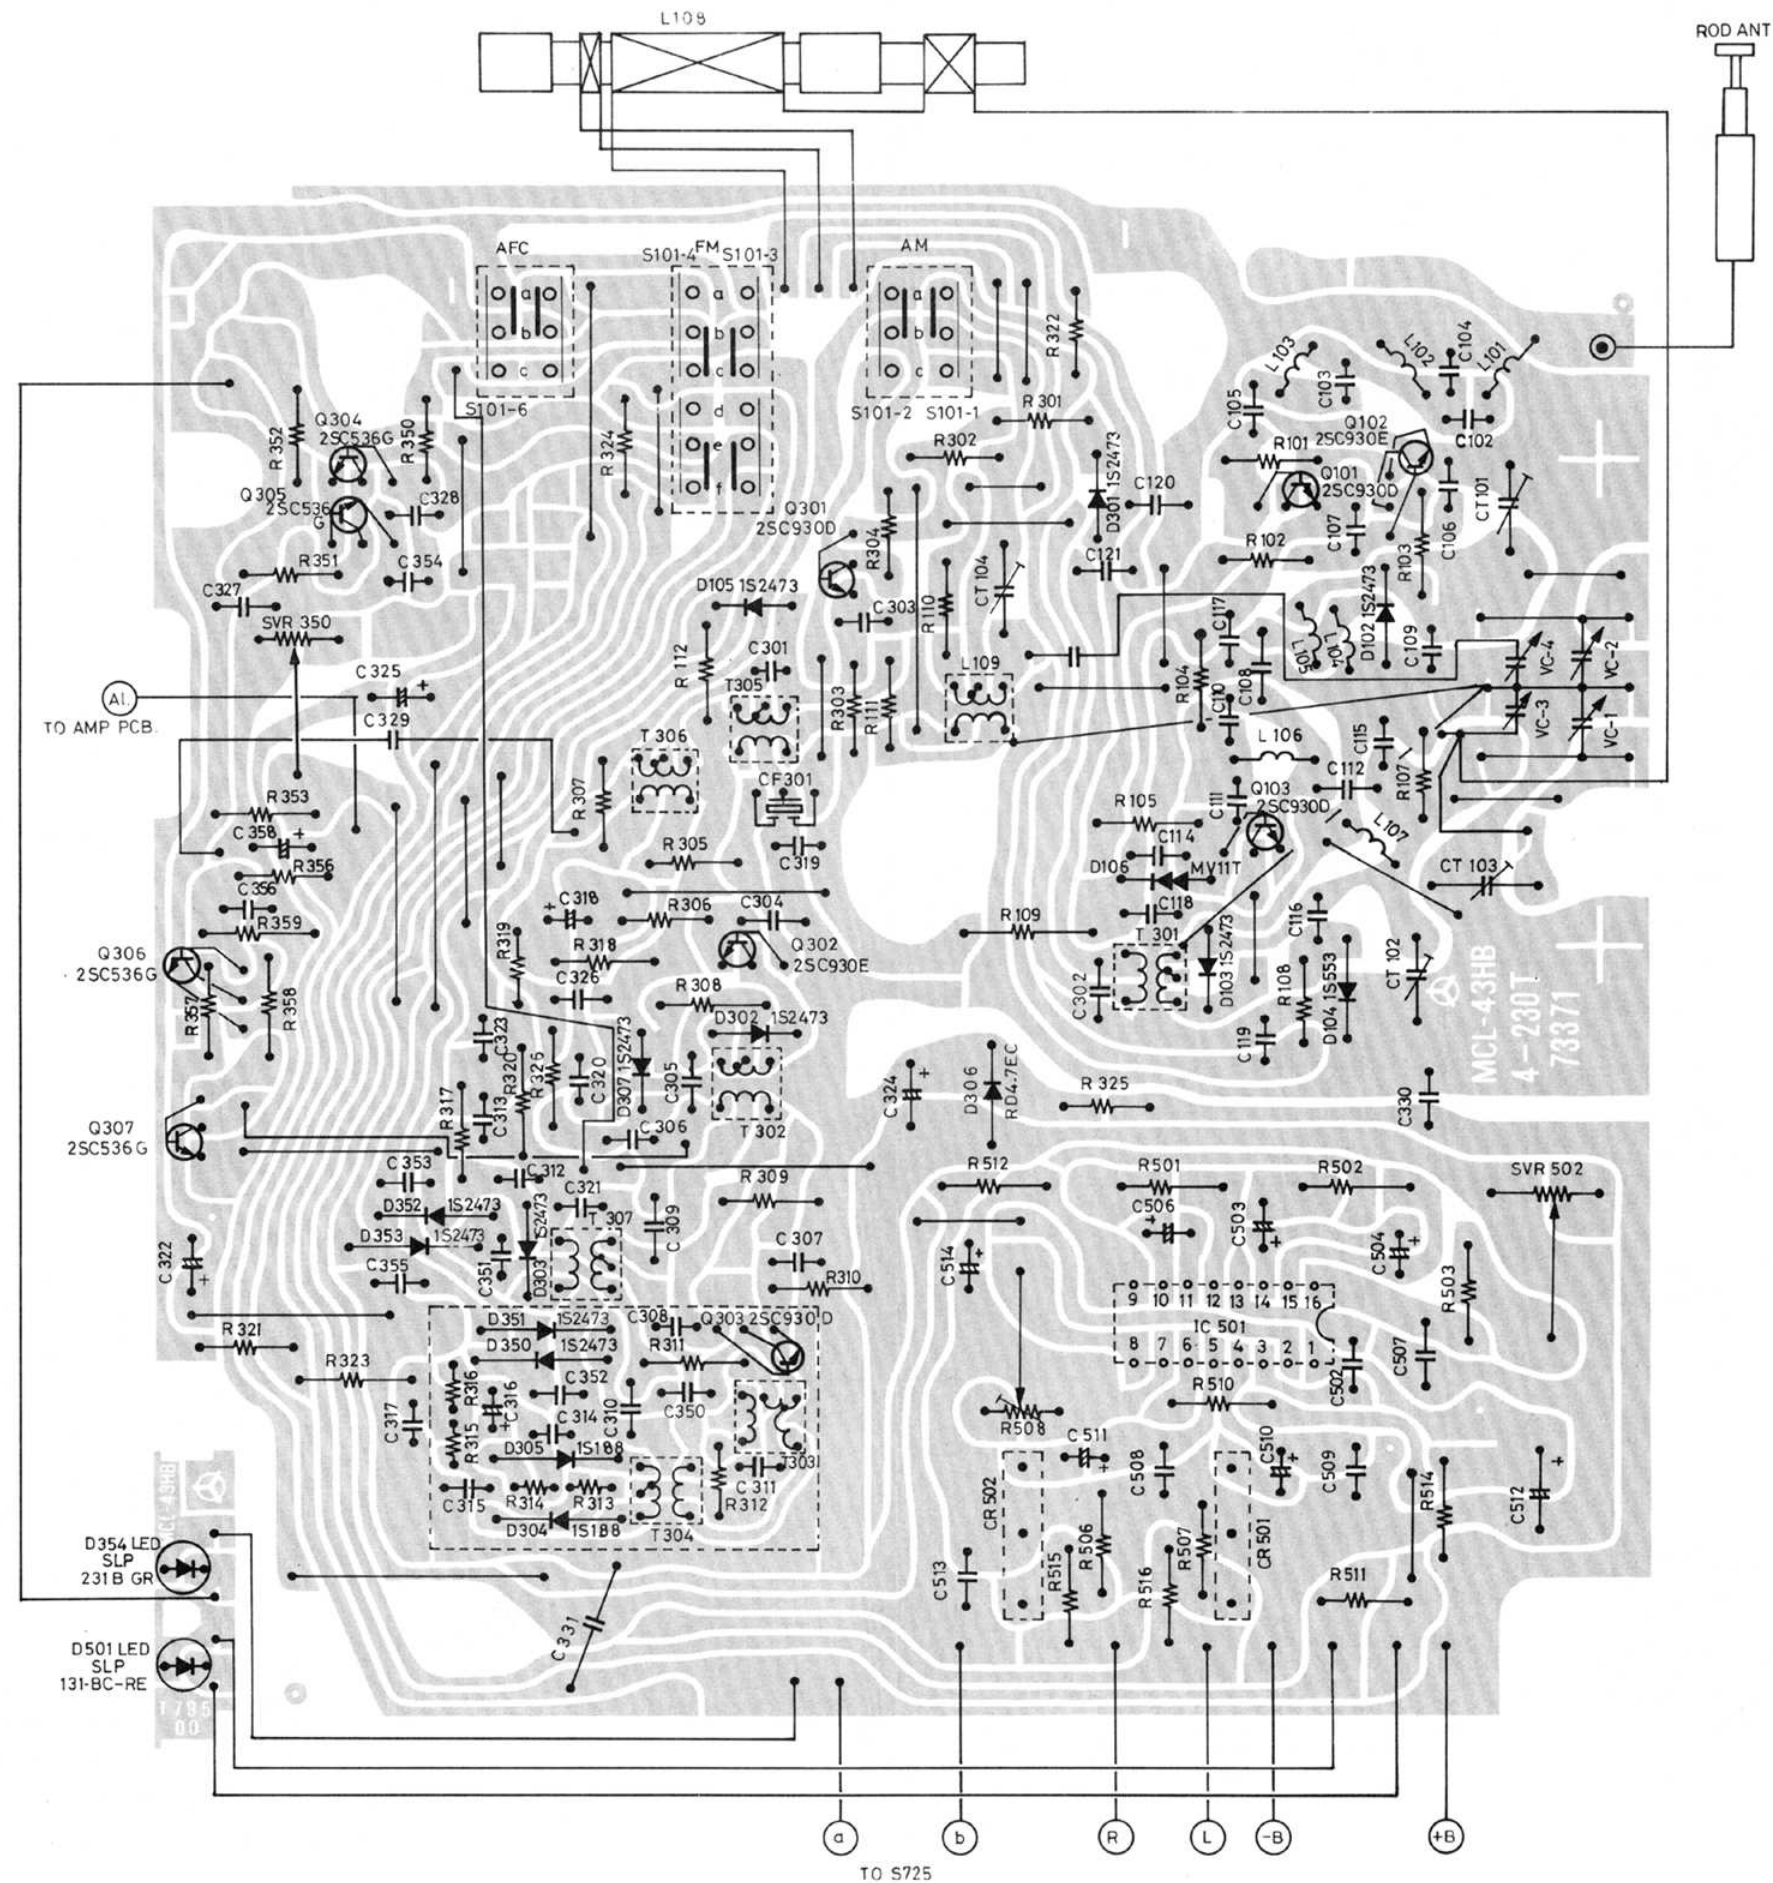 L108
ROD ANT
AFC
S101-4 FM S101-3
AM
a
b
c
a
b
c
d
e
f
a
b
c
S101-6
S101-2 S101-1
R322
L103
C103
L102
C104
L101
C105
R301
Q102
2SC930E
C102
R352
Q304
2SC536G
R350
R324
R302
D301 1S2473
R101
Q101
2SC930D
CT101
Q305
2SC536
G
C328
Q301
2SC930D
R304
C120
C107
C106
R351
C354
C121
R102
R103
C327
D105 1S2473
C303
R110
CT104
D102 1S2473
SVR 350
R112
C301
L109
C117
L105
L104
C109
VC-4
VC-2
A1.
TO AMP PCB.
C325
+
T305
R303
R111
R104
C110
C108
VC-3
VC-1
C329
T306
L106
C115
R307
CF301
C112
R107
R353
R105
C111
Q103
2SC930D
C358
+
R305
C319
C114
L107
R356
D106
MV11T
CT 103
C356
C318
+
R306
C304
C118
C116
R359
R319
R318
Q302
2SC930E
R109
T301
D103 1S2473
CT 102
Q306
2SC536G
C326
R308
C302
R108
D104 1S553
R357
R358
D302 1S2473
C119
MCL-43HB
4-230T
73371
C323
R320
R326
C320
D307 1S2473
C305
C324
+
D306
RD4.7EC
R325
C330
R317
C313
T302
C306
Q307
2SC536G
C353
C312
R309
R512
R501
R502
SVR 502
D352 1S2473
C321
C506
+
C503
+
D353 1S2473
1S2473
T307
C309
C504
+
C322
+
C355
C351
D303
C307
C514
+
R503
R310
9 10 11 12 13 14 15 16
IC 501
8 7 6 5 4 3 2 1
D351 1S2473
C308
Q303 2SC930D
R321
D350 1S2473
R311
C502
C507
R323
R316
C316
+
C352
C310
C350
R510
C317
C314
R508
R315
D305 1S188
T303
C511
+
C508
C510
+
C509
C315
R314
R313
C311
R312
CR502
R514
C512
+
D304 1S188
T304
MCL-43HB
R506
R507
CR501
D354 LED
SLP
231B GR
C513
R515
R516
R511
C331
D501 LED
SLP
131-BC-RE
T795
00
a
b
R
L
-B
+B
TO S725